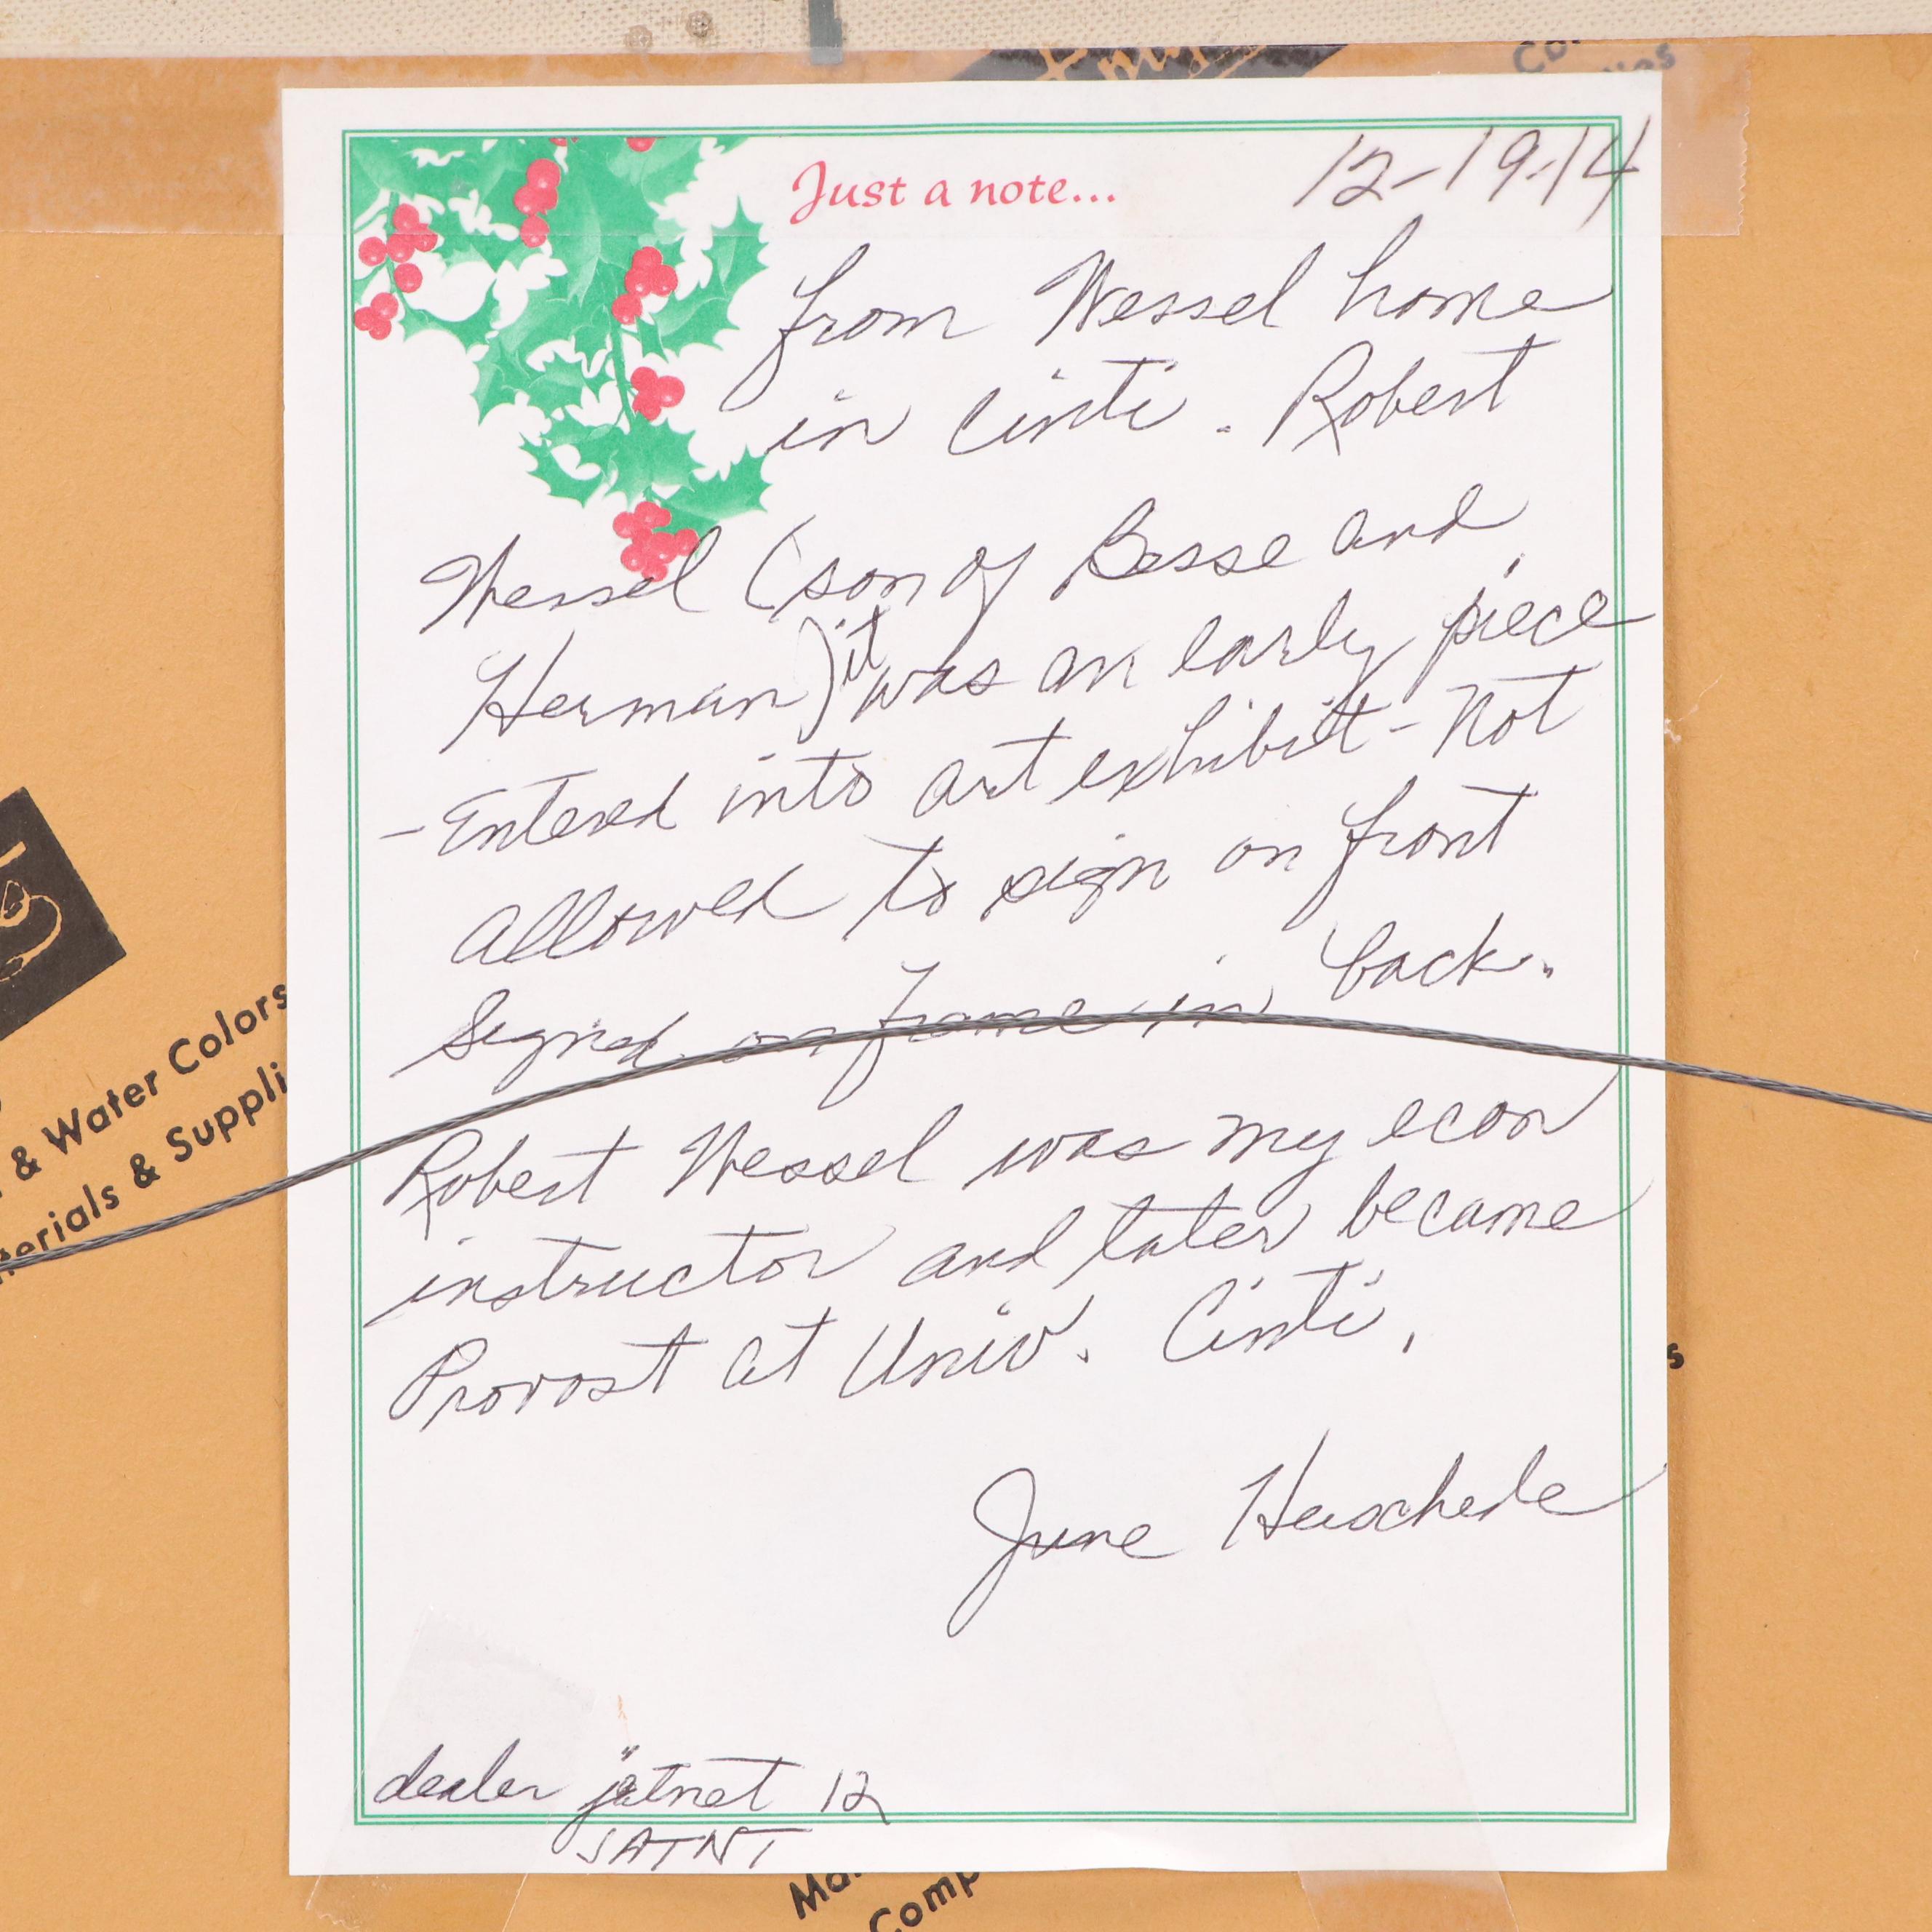 Just a note...
12-19-14
from Wessel home
in Cinti. Robert
Wessel (son of Besse and
Herman) it was an early piece
- Entered into art exhibit - Not
allowed to sign on front
Signed on frame in back.
Robert Wessel was my econ
instructor and later became
Provost at Univ. Cinti.
June Herschede
dealer jatnet 12
JATNT
& Water Colors
& Suppli
Comp